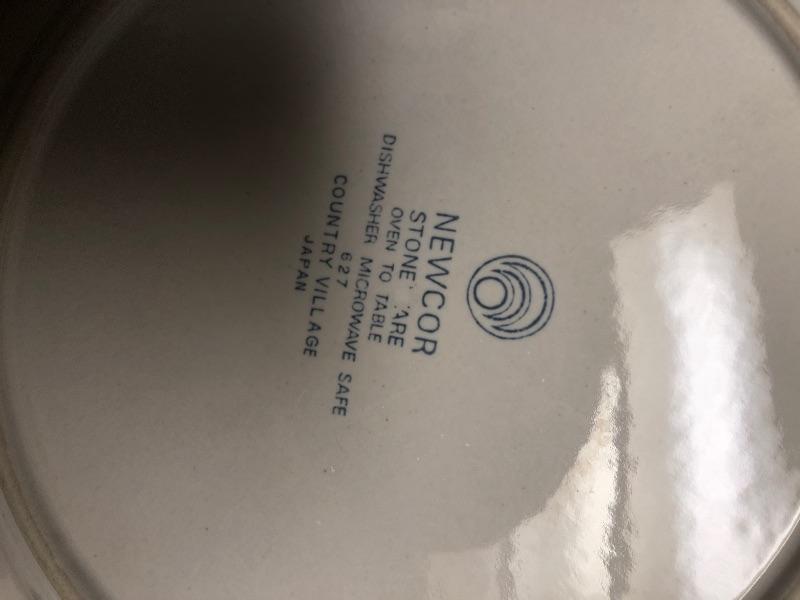 NEWCOR
STONE ARE
OVEN TO TABLE
DISHWASHER MICROWAVE SAFE
627
COUNTRY VILLAGE
JAPAN